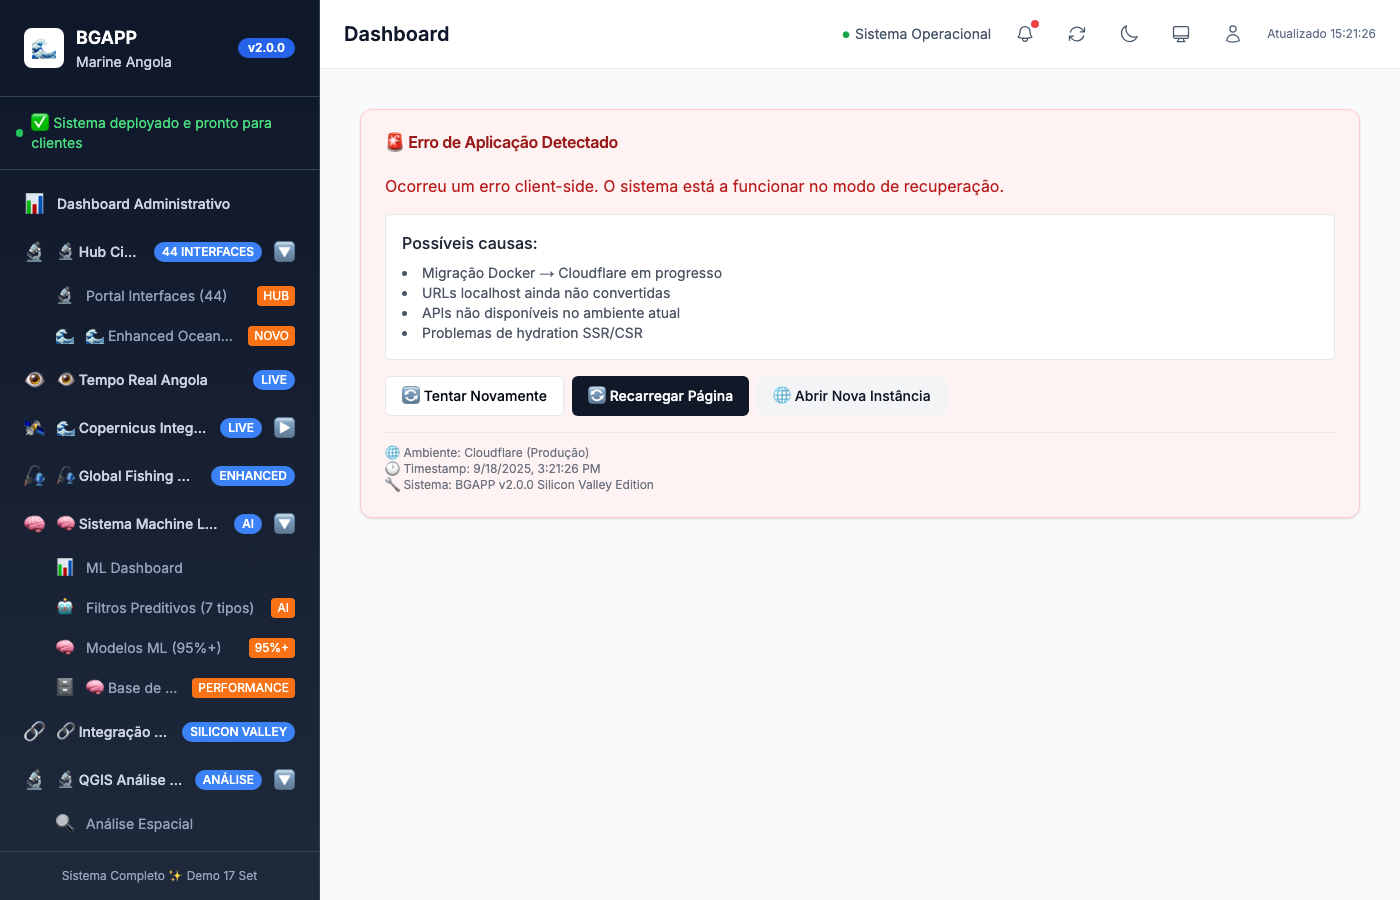 BGAPP
Marine Angola
v2.0.0
✅ Sistema deployado e pronto para
clientes
Dashboard Administrativo
Hub Ci...
44 INTERFACES
Portal Interfaces (44)
HUB
Enhanced Ocean...
NOVO
Tempo Real Angola
LIVE
Copernicus Integ...
LIVE
Global Fishing ...
ENHANCED
Sistema Machine L...
AI
ML Dashboard
Filtros Preditivos (7 tipos)
AI
Modelos ML (95%+)
95%+
Base de ...
PERFORMANCE
Integração ...
SILICON VALLEY
QGIS Análise ...
ANÁLISE
Análise Espacial
Sistema Completo ✨ Demo 17 Set
Dashboard
Sistema Operacional
Atualizado 15:21:26
🚨 Erro de Aplicação Detectado
Ocorreu um erro client-side. O sistema está a funcionar no modo de recuperação.
Possíveis causas:
• Migração Docker → Cloudflare em progresso
• URLs localhost ainda não convertidas
• APIs não disponíveis no ambiente atual
• Problemas de hydration SSR/CSR
🔄 Tentar Novamente
🔄 Recarregar Página
🌐 Abrir Nova Instância
🌐 Ambiente: Cloudflare (Produção)
🕐 Timestamp: 9/18/2025, 3:21:26 PM
🔧 Sistema: BGAPP v2.0.0 Silicon Valley Edition